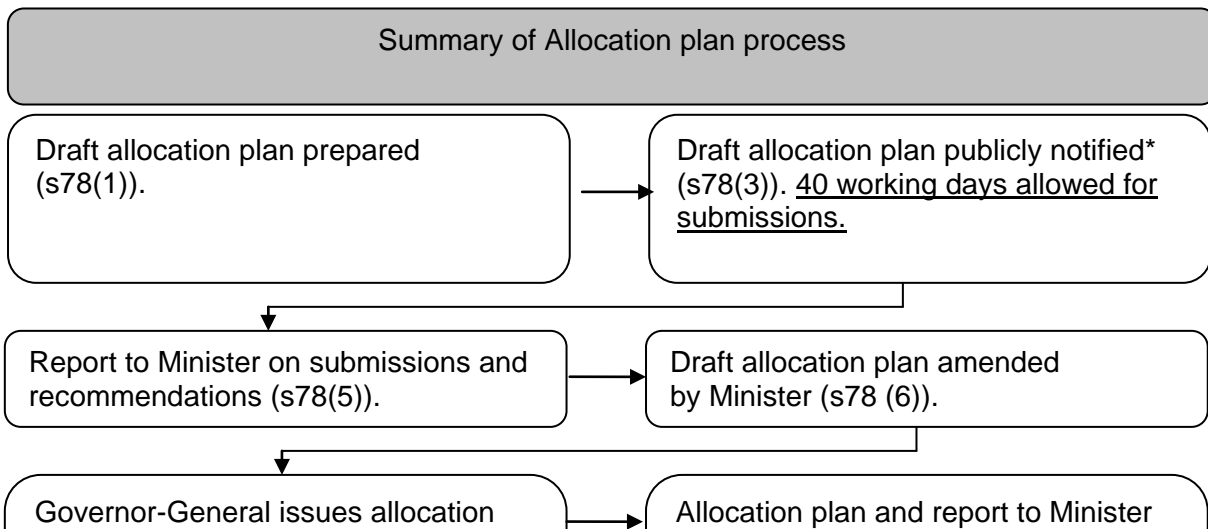 Summary of Allocation plan process
Draft allocation plan prepared
(s78(1)).
Draft allocation plan publicly notified*
(s78(3)). 40 working days allowed for
submissions.
Report to Minister on submissions and
recommendations (s78(5)).
Draft allocation plan amended
by Minister (s78 (6)).
Governor-General issues allocation
Allocation plan and report to Minister